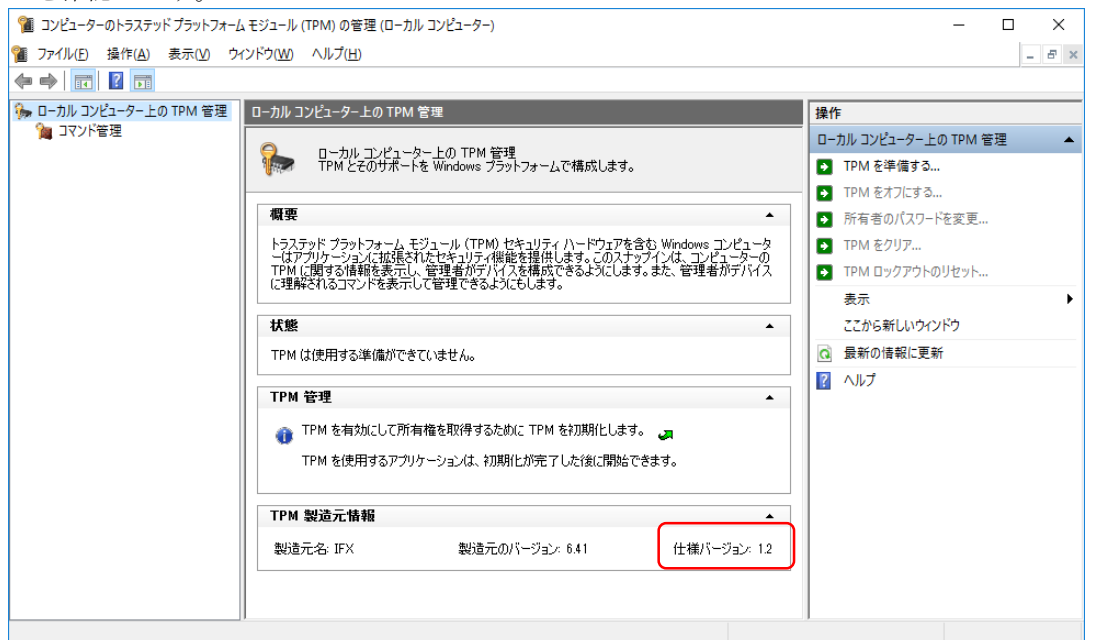 コンピューターのトラステッド プラットフォーム モジュール (TPM) の管理 (ローカル コンピューター)
ファイル(F) 操作(A) 表示(V) ウィンドウ(W) ヘルプ(H)
ローカル コンピューター上の TPM 管理
コマンド管理
ローカル コンピューター上の TPM 管理
ローカル コンピューター上の TPM 管理
TPM とそのサポートを Windows プラットフォームで構成します。
概要
トラステッド プラットフォーム モジュール (TPM) セキュリティ ハードウェアを含む Windows コンピュータ
ーはアプリケーションに拡張されたセキュリティ機能を提供します。このスナップインは、コンピューターの
TPM に関する情報を表示し、管理者がデバイスを構成できるようにします。また、管理者がデバイス
に理解されるコマンドを表示して管理できるようにもします。
状態
TPM は使用する準備ができていません。
TPM 管理
TPM を有効にして所有権を取得するために TPM を初期化します。
TPM を使用するアプリケーションは、初期化が完了した後に開始できます。
TPM 製造元情報
製造元名: IFX 製造元のバージョン: 6.41 仕様バージョン: 1.2
操作
ローカル コンピューター上の TPM 管理
TPM を準備する...
TPM をオフにする...
所有者のパスワードを変更...
TPM をクリア...
TPM ロックアウトのリセット...
表示
ここから新しいウィンドウ
最新の情報に更新
ヘルプ